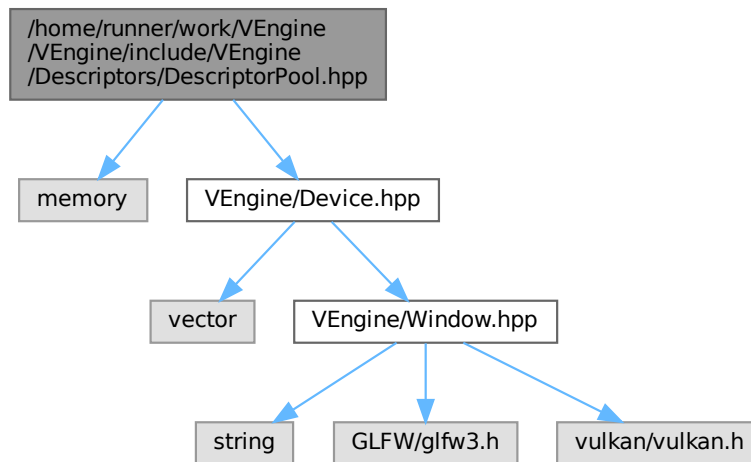 /home/runner/work/VEngine
/VEngine/include/VEngine
/Descriptors/DescriptorPool.hpp
memory
VEngine/Device.hpp
vector
VEngine/Window.hpp
string
GLFW/glfw3.h
vulkan/vulkan.h